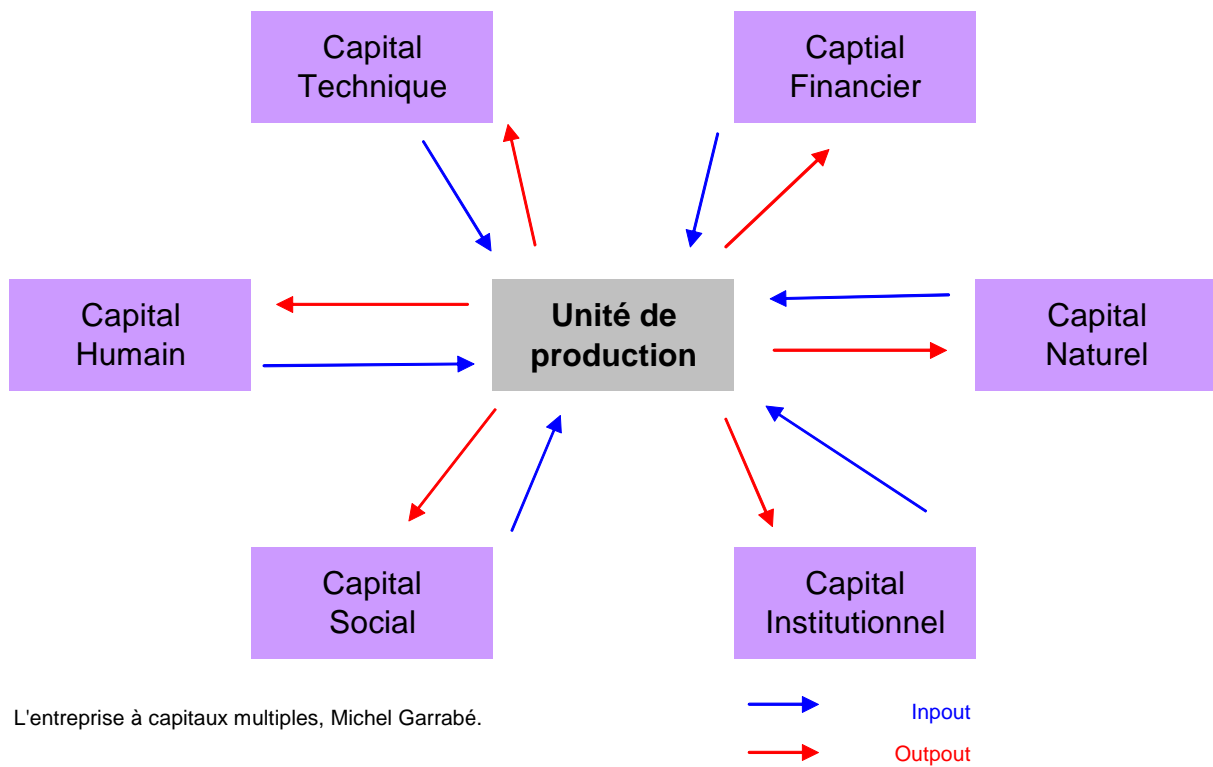 Capital
Technique
Captial
Financier
Capital
Humain
Unité de
production
Capital
Naturel
Capital
Social
Capital
Institutionnel
L'entreprise à capitaux multiples, Michel Garrabé.
Inpout
Outpout